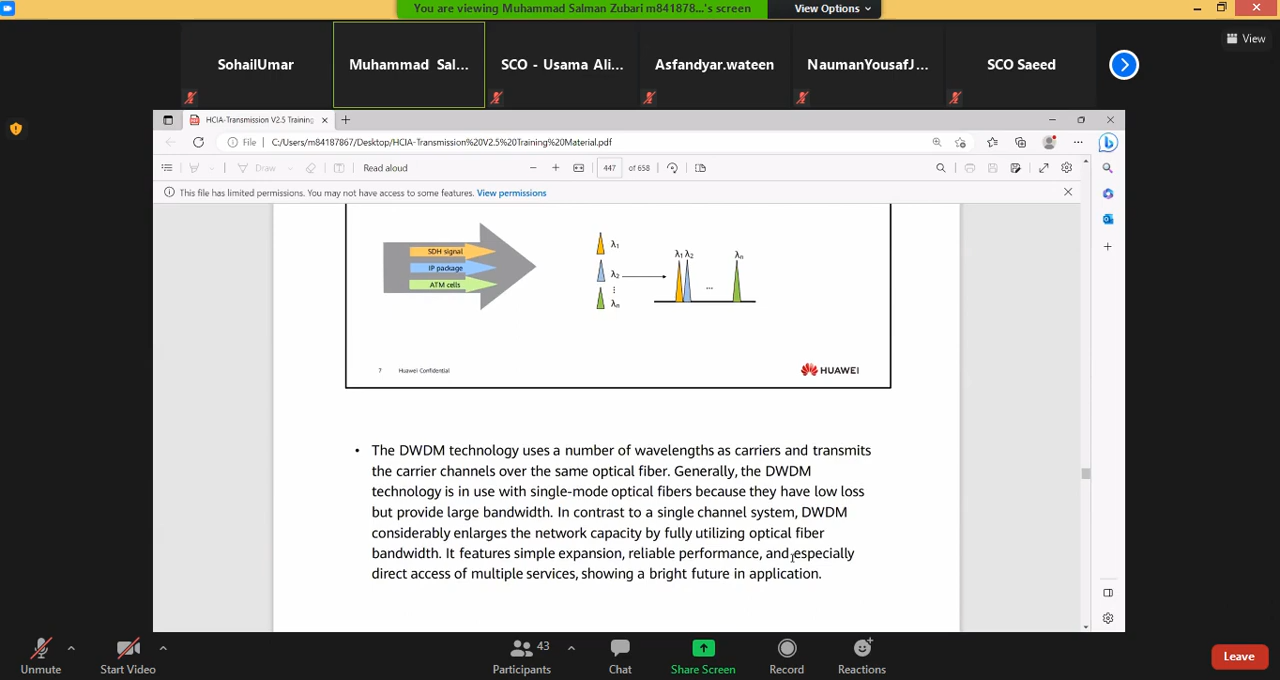 You are viewing Muhammad Salman Zubari m841878...'s screen
View Options
View
SohailUmar
Muhammad Sal...
SCO - Usama Ali...
Asfandyar.wateen
NaumanYousafJ...
SCO Saeed
HCIA-Transmission V2.5 Training
File
C:/Users/m84187867/Desktop/HCIA-Transmission%20V2.5%20Training%20Material.pdf
Draw
Read aloud
447
of 658
This file has limited permissions. You may not have access to some features. View permissions
SDH signal
IP package
ATM cells
λ1
λ2
⋮
λn
λ1 λ2
λn
...
7
Huawei Confidential
HUAWEI
• The DWDM technology uses a number of wavelengths as carriers and transmits
the carrier channels over the same optical fiber. Generally, the DWDM
technology is in use with single-mode optical fibers because they have low loss
but provide large bandwidth. In contrast to a single channel system, DWDM
considerably enlarges the network capacity by fully utilizing optical fiber
bandwidth. It features simple expansion, reliable performance, and especially
direct access of multiple services, showing a bright future in application.
Unmute
Start Video
Participants
43
Chat
Share Screen
Record
Reactions
Leave